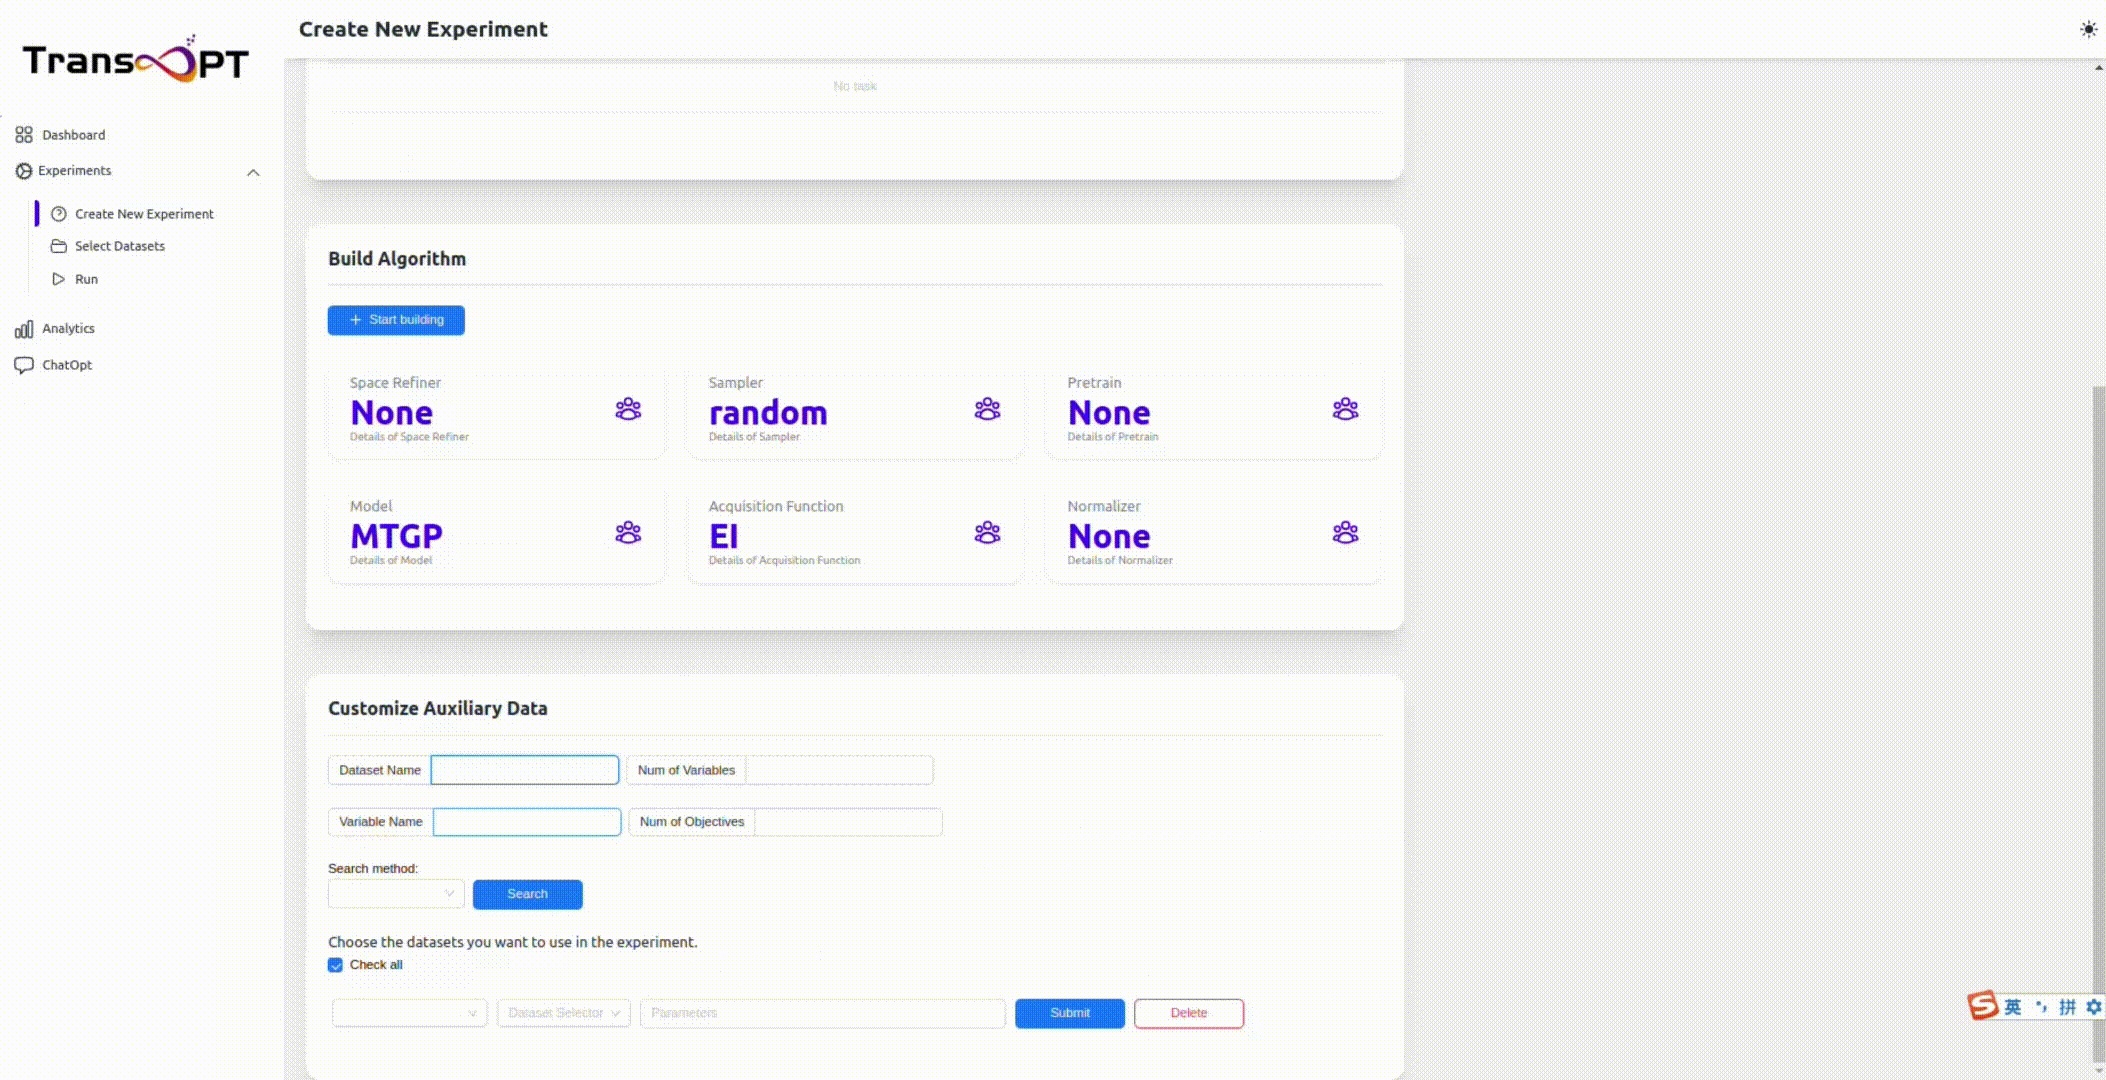 Trans PT
Create New Experiment
Dashboard
Experiments
Create New Experiment
Select Datasets
Run
Analytics
ChatOpt
No task
Build Algorithm
+ Start building
Space Refiner
None
Details of Space Refiner
Sampler
random
Details of Sampler
Pretrain
None
Details of Pretrain
Model
MTGP
Details of Model
Acquisition Function
EI
Details of Acquisition Function
Normalizer
None
Details of Normalizer
Customize Auxiliary Data
Dataset Name
Num of Variables
Variable Name
Num of Objectives
Search method:
Search
Choose the datasets you want to use in the experiment.
Check all
Dataset Selector
Parameters
Submit
Delete
S 英 拼